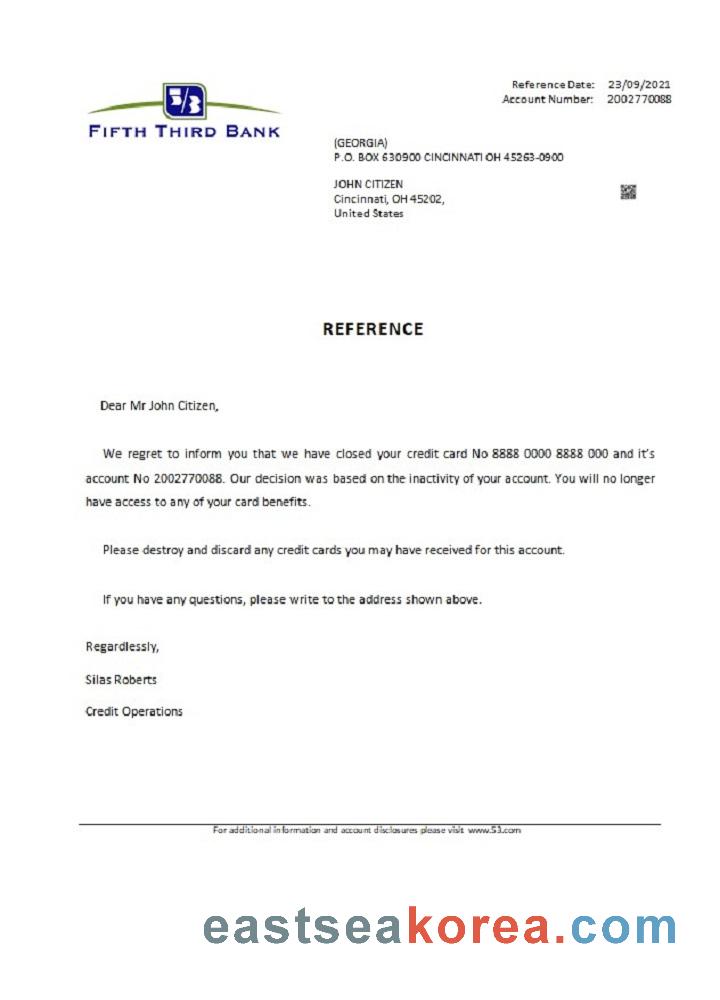 Reference Date: 23/09/2021
Account Number: 2002770088
5/3
FIFTH THIRD BANK
(GEORGIA)
P.O. BOX 630900 CINCINNATI OH 45263-0900
JOHN CITIZEN
Cincinnati, OH 45202,
United States
REFERENCE
Dear Mr John Citizen,
We regret to inform you that we have closed your credit card No 8888 0000 8888 000 and it's
account No 2002770088. Our decision was based on the inactivity of your account. You will no longer
have access to any of your card benefits.
Please destroy and discard any credit cards you may have received for this account.
If you have any questions, please write to the address shown above.
Regardlessly,
Silas Roberts
Credit Operations
For additional information and account disclosures please visit www.53.com
eastseakorea.com